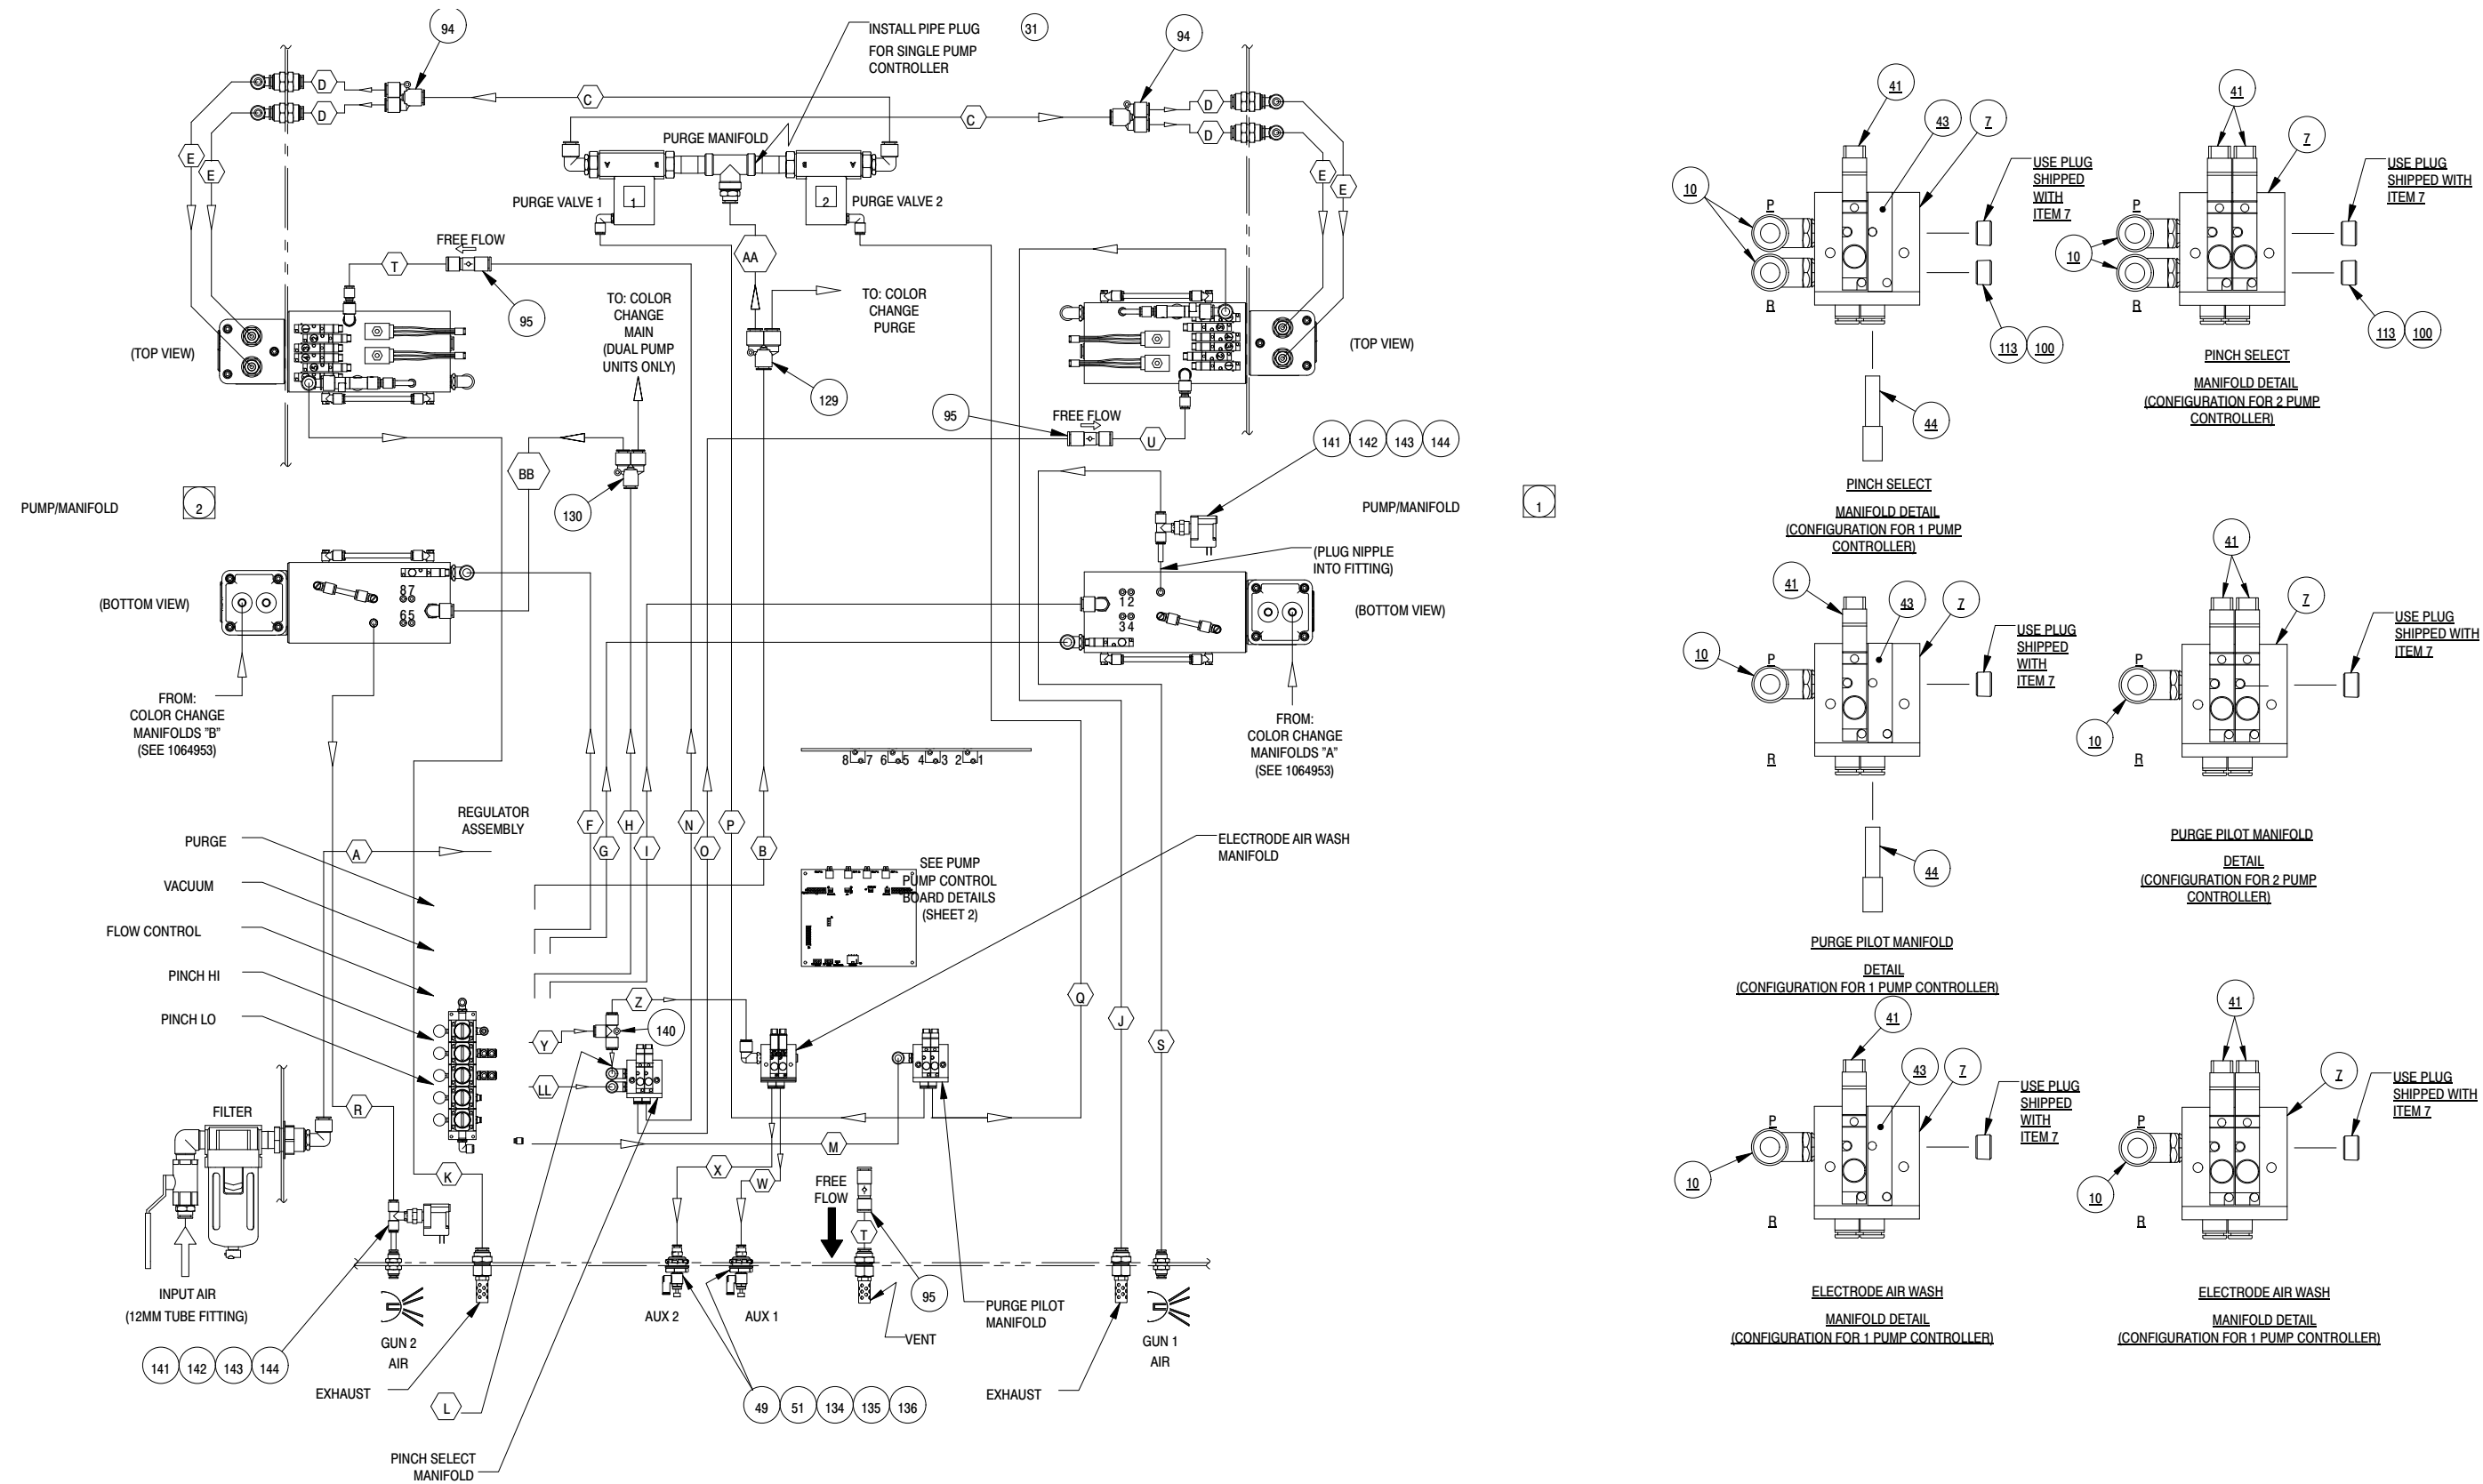 94
INSTALL PIPE PLUG
FOR SINGLE PUMP
CONTROLLER
31
94
D
D
C
C
D
D
E
E
E
E
PURGE MANIFOLD
A
B
B
A
PURGE VALVE 1
1
2
PURGE VALVE 2
FREE FLOW
T
95
AA
TO: COLOR
CHANGE
MAIN
(DUAL PUMP
UNITS ONLY)
TO: COLOR
CHANGE
PURGE
(TOP VIEW)
(TOP VIEW)
129
95
FREE FLOW
U
141
142
143
144
BB
130
PUMP/MANIFOLD
2
PUMP/MANIFOLD
1
(PLUG NIPPLE
INTO FITTING)
(BOTTOM VIEW)
87
65
12
34
(BOTTOM VIEW)
FROM:
COLOR CHANGE
MANIFOLDS "B"
(SEE 1064953)
FROM:
COLOR CHANGE
MANIFOLDS "A"
(SEE 1064953)
8 7 6 5 4 3 2 1
REGULATOR
ASSEMBLY
F
H
N
P
G
I
O
B
A
PURGE
VACUUM
FLOW CONTROL
PINCH HI
PINCH LO
SEE PUMP
PUMP CONTROL
BOARD DETAILS
(SHEET 2)
ELECTRODE AIR WASH
MANIFOLD
Z
Y
140
LL
Q
J
S
M
X
W
R
K
FILTER
FREE
FLOW
T
95
INPUT AIR
(12MM TUBE FITTING)
141
142
143
144
GUN 2
AIR
EXHAUST
L
PINCH SELECT
MANIFOLD
AUX 2
AUX 1
49
51
134
135
136
VENT
PURGE PILOT
MANIFOLD
EXHAUST
GUN 1
AIR
41
43
7
10
P
R
USE PLUG
SHIPPED
WITH
ITEM 7
113
100
44
PINCH SELECT
MANIFOLD DETAIL
(CONFIGURATION FOR 1 PUMP
CONTROLLER)
41
7
10
P
R
USE PLUG
SHIPPED WITH
ITEM 7
113
100
PINCH SELECT
MANIFOLD DETAIL
(CONFIGURATION FOR 2 PUMP
CONTROLLER)
41
43
7
10
P
R
USE PLUG
SHIPPED
WITH
ITEM 7
44
PURGE PILOT MANIFOLD
DETAIL
(CONFIGURATION FOR 1 PUMP CONTROLLER)
41
7
10
P
R
USE PLUG
SHIPPED WITH
ITEM 7
PURGE PILOT MANIFOLD
DETAIL
(CONFIGURATION FOR 2 PUMP
CONTROLLER)
41
43
7
10
P
R
USE PLUG
SHIPPED
WITH
ITEM 7
ELECTRODE AIR WASH
MANIFOLD DETAIL
(CONFIGURATION FOR 1 PUMP CONTROLLER)
41
7
10
P
R
USE PLUG
SHIPPED WITH
ITEM 7
ELECTRODE AIR WASH
MANIFOLD DETAIL
(CONFIGURATION FOR 1 PUMP CONTROLLER)